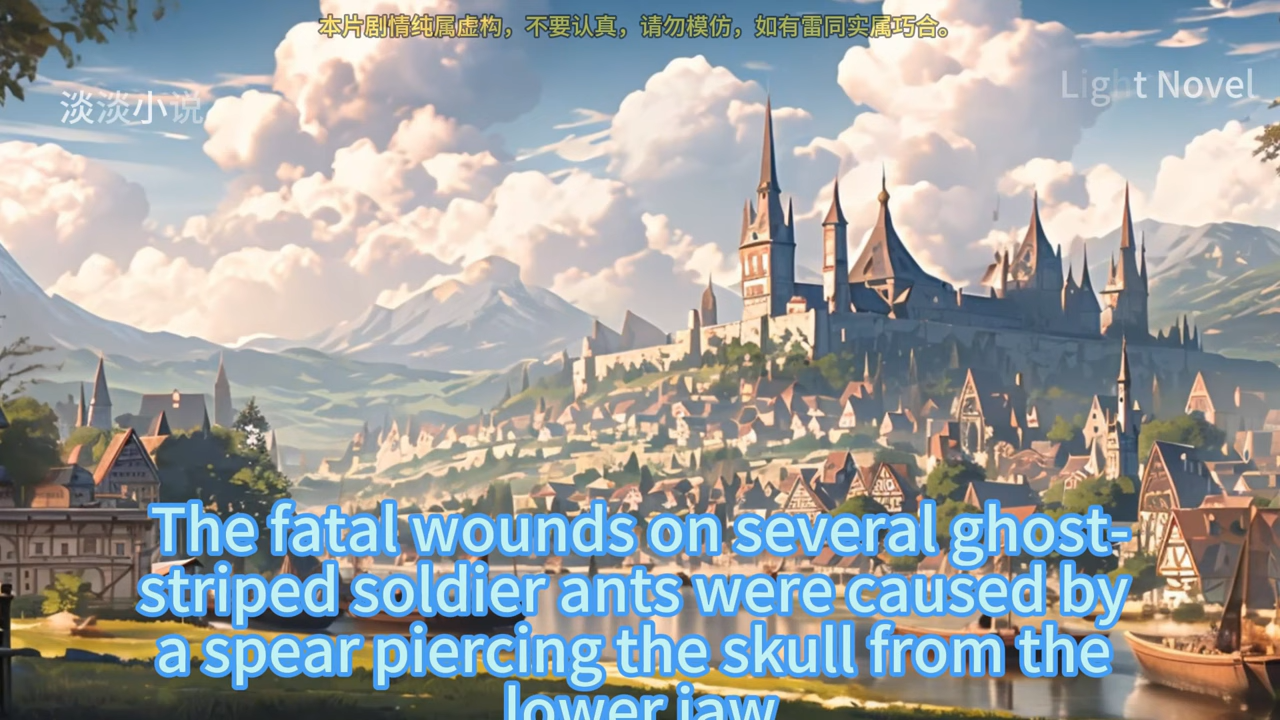 本片剧情纯属虚构，不要认真，请勿模仿，如有雷同实属巧合。
淡淡小说
Light Novel
The fatal wounds on several ghost-
striped soldier ants were caused by
a spear piercing the skull from the
lower jaw